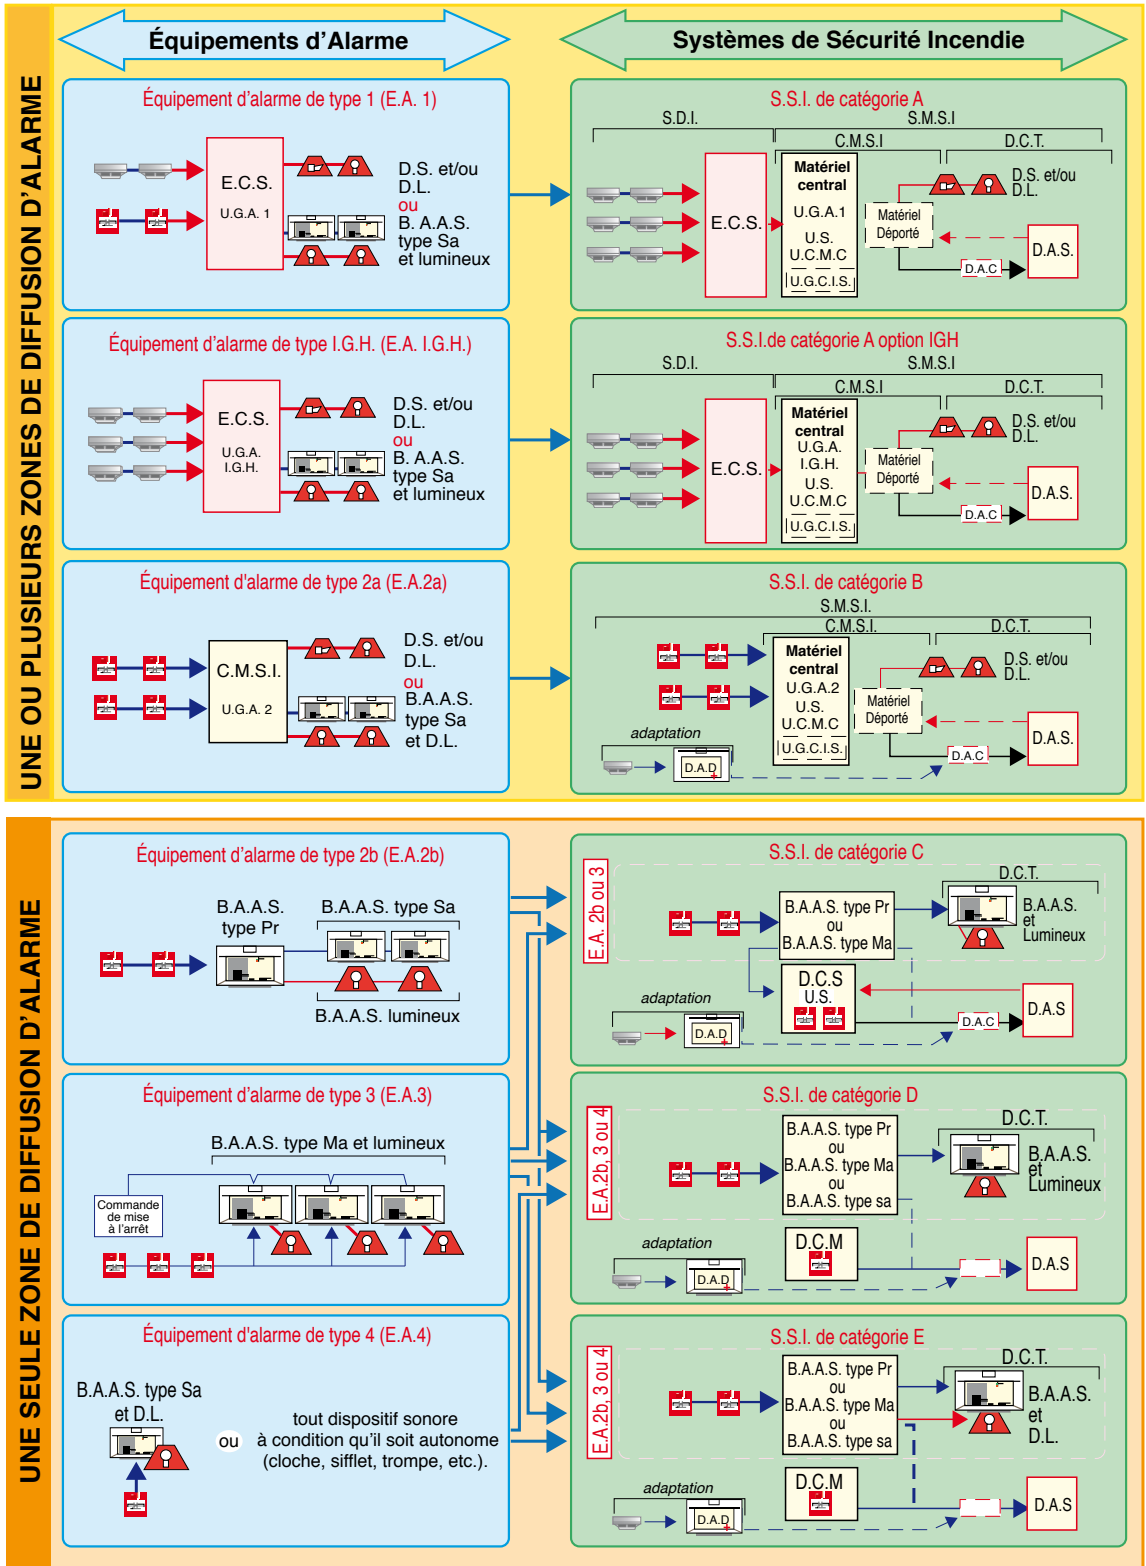 Équipements d'Alarme
Systèmes de Sécurité Incendie
UNE OU PLUSIEURS ZONES DE DIFFUSION D'ALARME
Équipement d'alarme de type 1 (E.A. 1)
E.C.S.
U.G.A. 1
D.S. et/ou
D.L.
ou
B. A.A.S.
type Sa
et lumineux
S.S.I. de catégorie A
S.D.I.
S.M.S.I
C.M.S.I
D.C.T.
E.C.S.
Matériel
central
U.G.A.1
U.S.
U.C.M.C
U.G.C.I.S.
Matériel
Déporté
D.S. et/ou
D.L.
D.A.C
D.A.S.
Équipement d'alarme de type I.G.H. (E.A. I.G.H.)
E.C.S.
U.G.A.
I.G.H.
D.S. et/ou
D.L.
ou
B. A.A.S.
type Sa
et lumineux
S.S.I.de catégorie A option IGH
S.D.I.
S.M.S.I
C.M.S.I
D.C.T.
E.C.S.
Matériel
central
U.G.A.
I.G.H.
U.S.
U.C.M.C
U.G.C.I.S.
Matériel
Déporté
D.S. et/ou
D.L.
D.A.C
D.A.S.
Équipement d'alarme de type 2a (E.A.2a)
C.M.S.I.
U.G.A. 2
D.S. et/ou
D.L.
ou
B.A.A.S.
type Sa
et D.L.
S.S.I. de catégorie B
S.M.S.I.
C.M.S.I.
D.C.T.
Matériel
central
U.G.A.2
U.S.
U.C.M.C
U.G.C.I.S.
Matériel
Déporté
D.S. et/ou
D.L.
adaptation
D.A.D
D.A.C
D.A.S.
UNE SEULE ZONE DE DIFFUSION D'ALARME
Équipement d'alarme de type 2b (E.A.2b)
B.A.A.S.
type Pr
B.A.A.S. type Sa
B.A.A.S. lumineux
S.S.I. de catégorie C
E.A. 2b ou 3
D.C.T.
B.A.A.S. type Pr
ou
B.A.A.S. type Ma
B.A.A.S.
et
Lumineux
D.C.S
U.S.
adaptation
D.A.D
D.A.C
D.A.S
Équipement d'alarme de type 3 (E.A.3)
B.A.A.S. type Ma et lumineux
Commande
de mise
à l'arrêt
S.S.I. de catégorie D
E.A.2b, 3 ou 4
D.C.T.
B.A.A.S. type Pr
ou
B.A.A.S. type Ma
ou
B.A.A.S. type sa
B.A.A.S.
et
Lumineux
D.C.M
adaptation
D.A.D
D.A.S
Équipement d'alarme de type 4 (E.A.4)
B.A.A.S. type Sa
et D.L.
ou
tout dispositif sonore
à condition qu'il soit autonome
(cloche, sifflet, trompe, etc.).
S.S.I. de catégorie E
E.A.2b, 3 ou 4
D.C.T.
B.A.A.S. type Pr
ou
B.A.A.S. type Ma
ou
B.A.A.S. type sa
B.A.A.S.
et
D.L.
D.C.M
adaptation
D.A.D
D.A.S